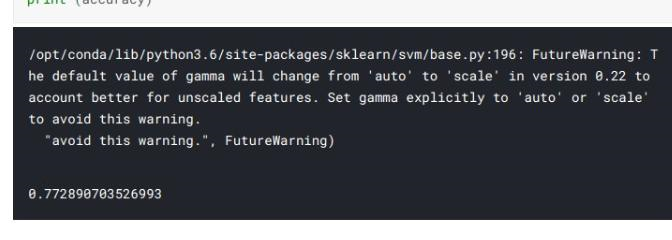 print (accuracy)
/opt/conda/lib/python3.6/site-packages/sklearn/svm/base.py:196: FutureWarning: T
he default value of gamma will change from 'auto' to 'scale' in version 0.22 to
account better for unscaled features. Set gamma explicitly to 'auto' or 'scale'
to avoid this warning.
  "avoid this warning.", FutureWarning)
0.772890703526993